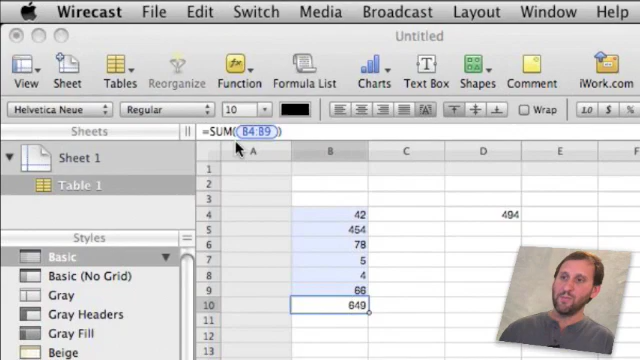 Wirecast File Edit Switch Media Broadcast Layout Window Help
Untitled
View Sheet Tables Reorganize Function Formula List Charts Text Box Shapes Comment iWork.com
Helvetica Neue Regular 10 Wrap 1.0 $
Sheets =SUM( B4:B9 )
Sheet 1 A B C D E F
Table 1 1
2
3
Styles 4 42 494
Basic 5 454
Basic (No Grid) 6 78
Gray 7 5
Gray Headers 8 4
Gray Fill 9 66
Beige 10 649
11
12
13